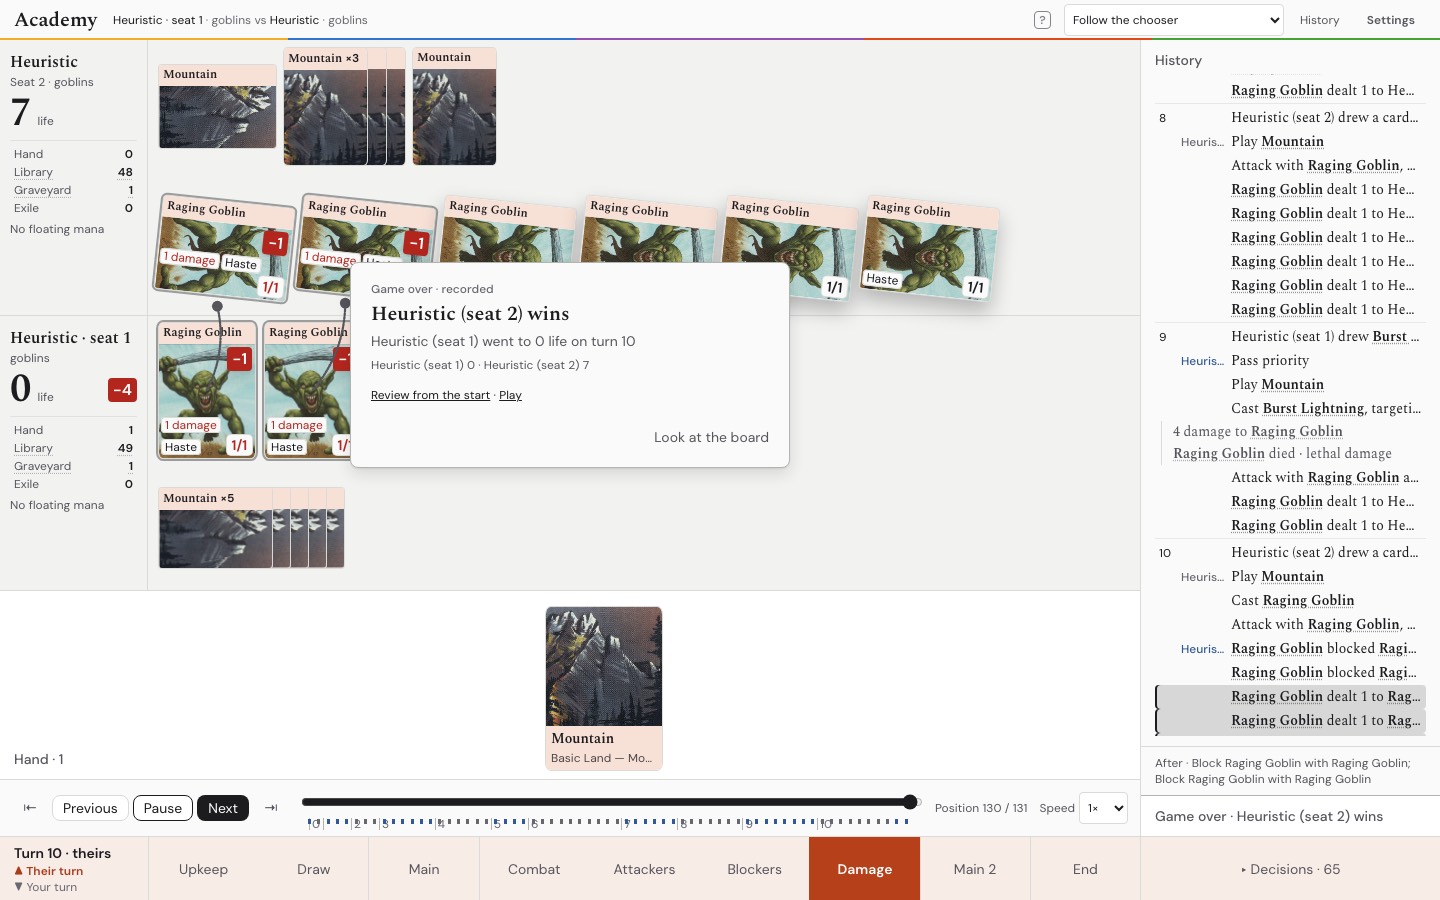 Academy
Heuristic · seat 1 · goblins vs Heuristic · goblins
?
Follow the chooser
History
Settings
Heuristic
Seat 2 · goblins
7 life
Hand 0
Library 48
Graveyard 1
Exile 0
No floating mana
Mountain
Mountain ×3
Mountain
Raging Goblin
-1
1 damage
Haste
1/1
Raging Goblin
-1
1 damage
Raging Goblin
Raging Goblin
Raging Goblin
1/1
Raging Goblin
Haste
1/1
Heuristic · seat 1
goblins
0 life
-4
Hand 1
Library 49
Graveyard 1
Exile 0
No floating mana
Raging Goblin
-1
1 damage
Haste
1/1
Raging Goblin
1 damage
Haste
Mountain ×5
Game over · recorded
Heuristic (seat 2) wins
Heuristic (seat 1) went to 0 life on turn 10
Heuristic (seat 1) 0 · Heuristic (seat 2) 7
Review from the start · Play
Look at the board
Mountain
Basic Land — Mo...
Hand · 1
Previous
Pause
Next
0 2 3 4 5 6 7 8 9 10
Position 130 / 131
Speed
1×
Turn 10 · theirs
▲ Their turn
▼ Your turn
Upkeep
Draw
Main
Combat
Attackers
Blockers
Damage
Main 2
End
History
Raging Goblin dealt 1 to He...
8 Heuristic (seat 2) drew a card...
Heuris... Play Mountain
Attack with Raging Goblin, ...
Raging Goblin dealt 1 to He...
Raging Goblin dealt 1 to He...
Raging Goblin dealt 1 to He...
Raging Goblin dealt 1 to He...
Raging Goblin dealt 1 to He...
Raging Goblin dealt 1 to He...
9 Heuristic (seat 1) drew Burst ...
Heuris... Pass priority
Play Mountain
Cast Burst Lightning, targeti...
4 damage to Raging Goblin
Raging Goblin died · lethal damage
Attack with Raging Goblin a...
Raging Goblin dealt 1 to He...
Raging Goblin dealt 1 to He...
10 Heuristic (seat 2) drew a card...
Heuris... Play Mountain
Cast Raging Goblin
Attack with Raging Goblin, ...
Heuris... Raging Goblin blocked Ragi...
Raging Goblin blocked Ragi...
Raging Goblin dealt 1 to Rag...
Raging Goblin dealt 1 to Rag...
After · Block Raging Goblin with Raging Goblin;
Block Raging Goblin with Raging Goblin
Game over · Heuristic (seat 2) wins
▸ Decisions · 65